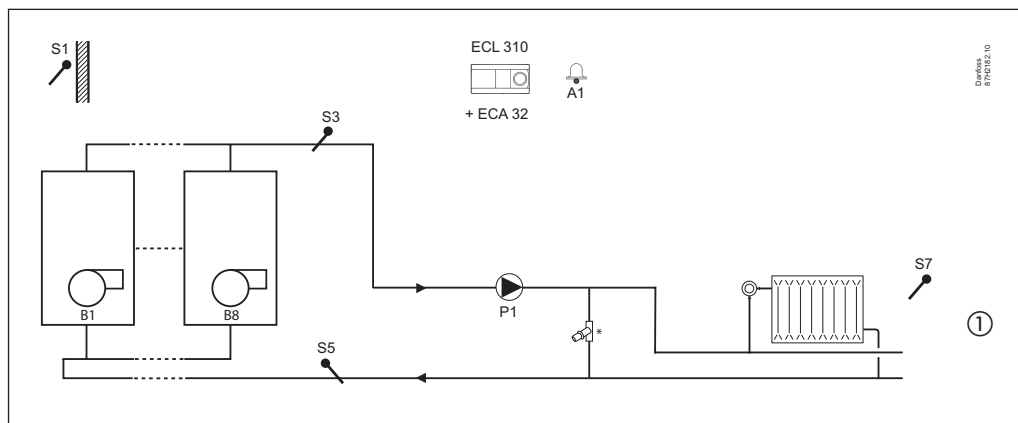 S1
ECL 310
A1
+ ECA 32
Danfoss
87H2182.10
S3
B1
B8
P1
*
S7
S5
1